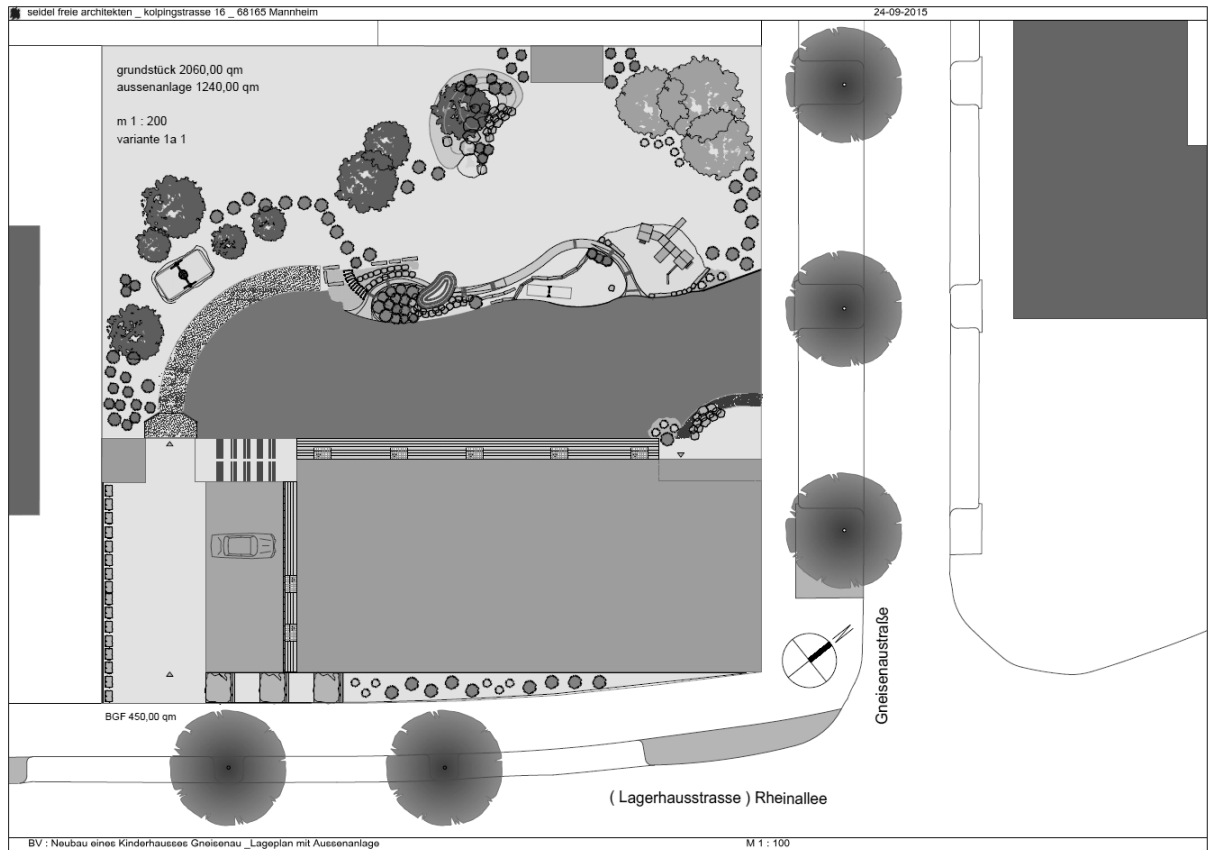 seidel freie architekten _ kolpingstrasse 16 _ 68165 Mannheim
24-09-2015
grundstück 2060,00 qm
aussenanlage 1240,00 qm
m 1 : 200
variante 1a 1
Gneisenaustraße
BGF 450,00 qm
( Lagerhausstrasse ) Rheinallee
BV : Neubau eines Kinderhausses Gneisenau _Lageplan mit Aussenanlage
M 1 : 100